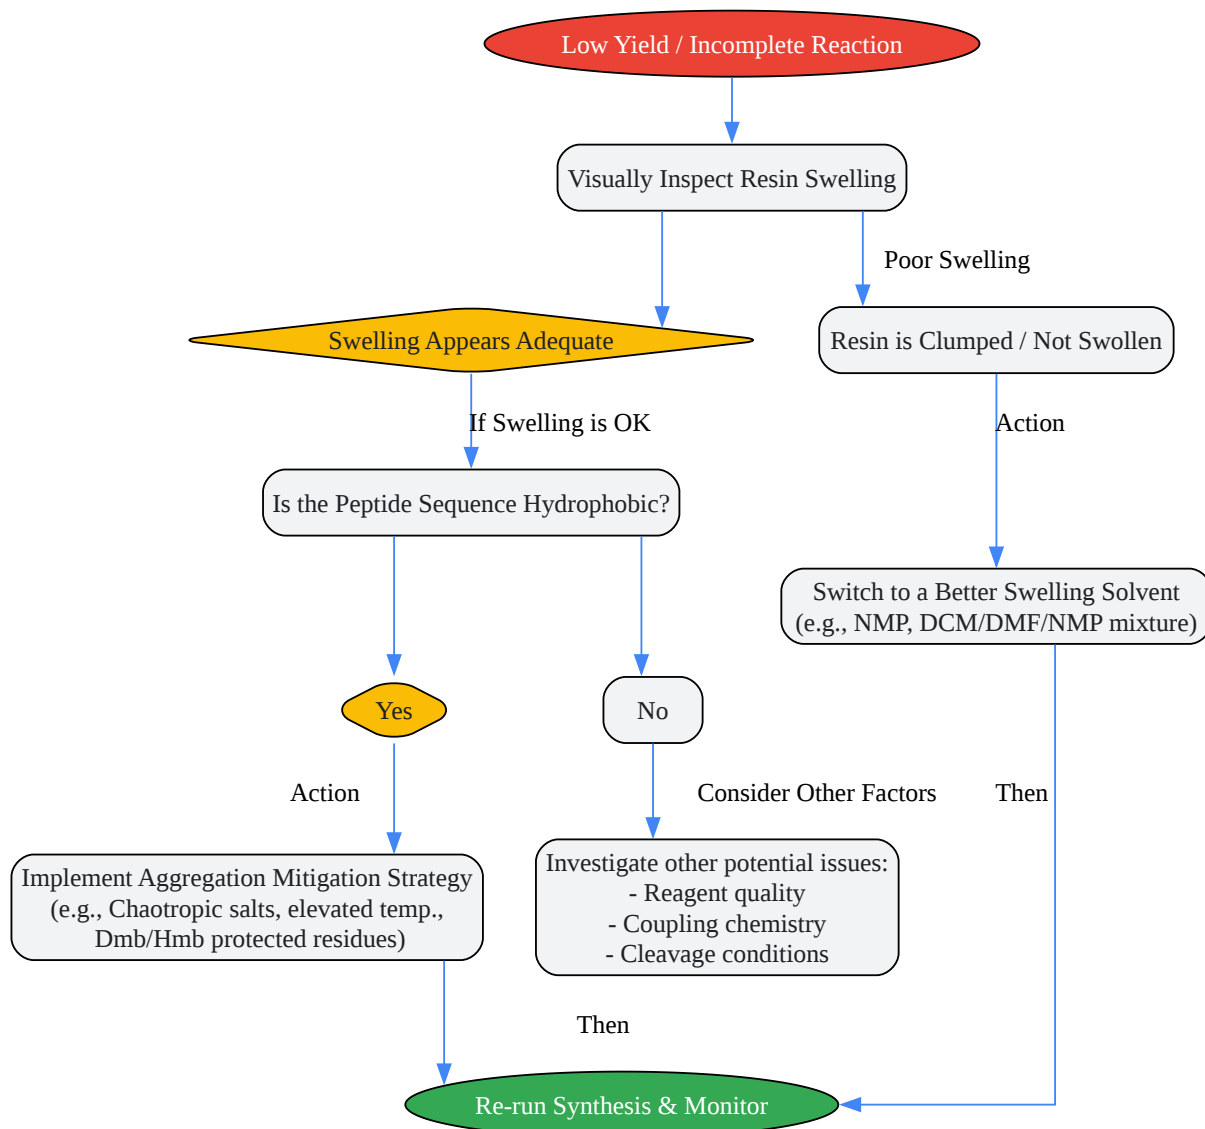 Low Yield / Incomplete Reaction
Visually Inspect Resin Swelling
Poor Swelling
Swelling Appears Adequate
Resin is Clumped / Not Swollen
If Swelling is OK
Action
Is the Peptide Sequence Hydrophobic?
Switch to a Better Swelling Solvent
(e.g., NMP, DCM/DMF/NMP mixture)
Yes
No
Action
Consider Other Factors
Then
Implement Aggregation Mitigation Strategy
(e.g., Chaotropic salts, elevated temp.,
Dmb/Hmb protected residues)
Investigate other potential issues:
- Reagent quality
- Coupling chemistry
- Cleavage conditions
Then
Re-run Synthesis & Monitor